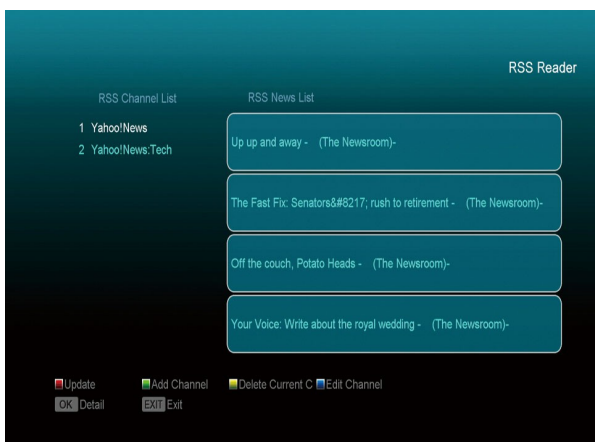 RSS Reader
RSS Channel List
RSS News List
1 Yahoo!News
2 Yahoo!News:Tech
Up up and away - (The Newsroom)-
The Fast Fix: Senators&#8217; rush to retirement - (The Newsroom)-
Off the couch, Potato Heads - (The Newsroom)-
Your Voice: Write about the royal wedding - (The Newsroom)-
Update Add Channel Delete Current C Edit Channel
OK Detail EXIT Exit